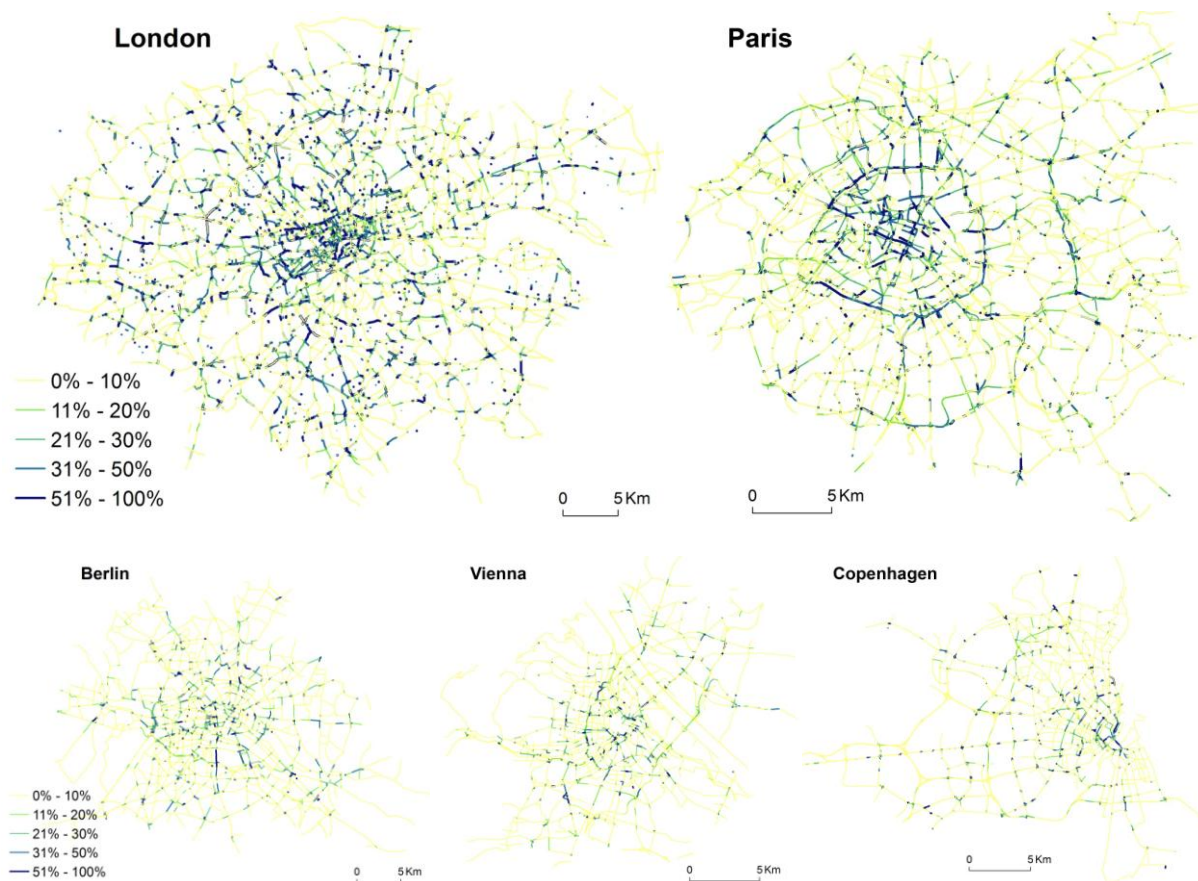 London
Paris
0% - 10%
11% - 20%
21% - 30%
31% - 50%
51% - 100%
0 5 Km
0 5 Km
Berlin
Vienna
Copenhagen
0% - 10%
11% - 20%
21% - 30%
31% - 50%
51% - 100%
0 5 Km
0 5 Km
0 5 Km